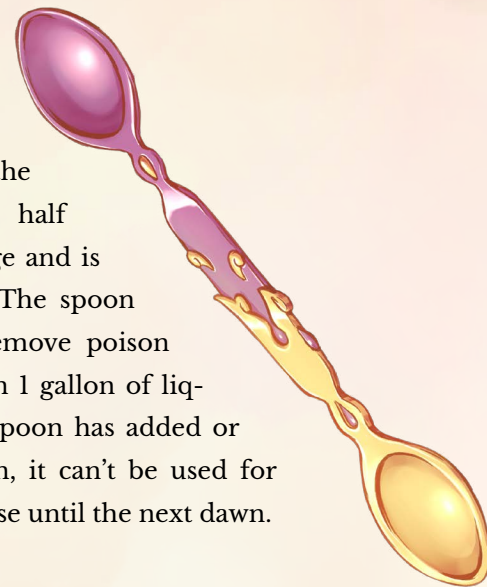 he
half
ge and is
The spoon
emove poison
n 1 gallon of liq-
poon has added or
n, it can’t be used for
se until the next dawn.